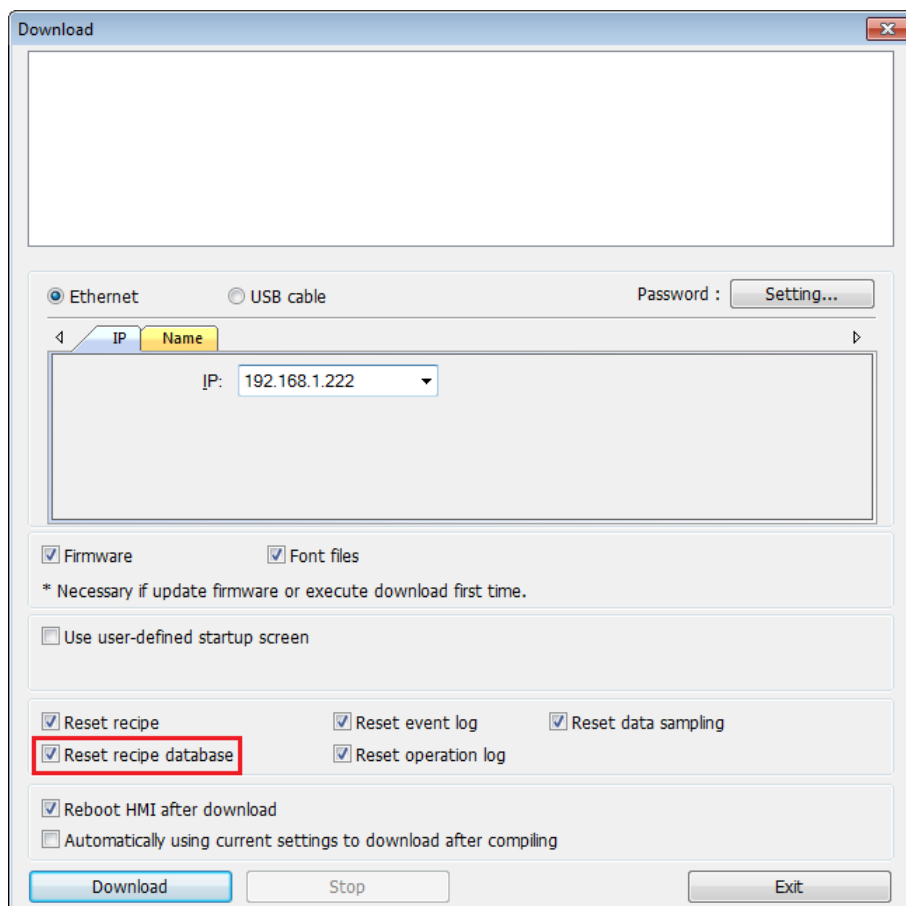 Download
Ethernet USB cable Password : Setting...
IP Name
IP: 192.168.1.222
Firmware Font files
* Necessary if update firmware or execute download first time.
Use user-defined startup screen
Reset recipe Reset event log Reset data sampling
Reset recipe database Reset operation log
Reboot HMI after download
Automatically using current settings to download after compiling
Download Stop Exit